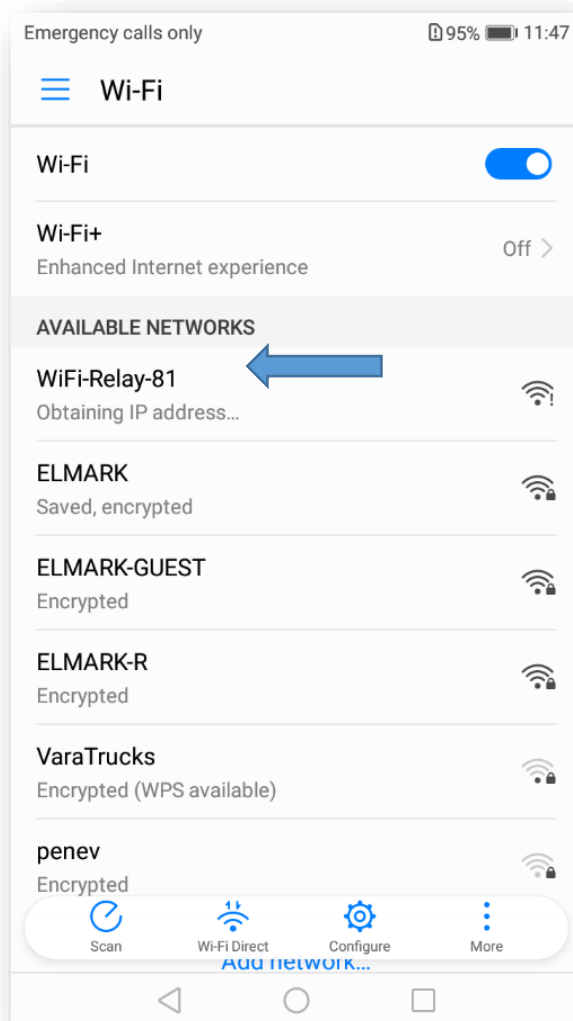 Emergency calls only 95% 11:47
Wi-Fi
Wi-Fi
Wi-Fi+
Enhanced Internet experience
Off
AVAILABLE NETWORKS
WiFi-Relay-81
Obtaining IP address...
ELMARK
Saved, encrypted
ELMARK-GUEST
Encrypted
ELMARK-R
Encrypted
VaraTrucks
Encrypted (WPS available)
penev
Encrypted
Scan Wi-Fi Direct Configure More
Add network...